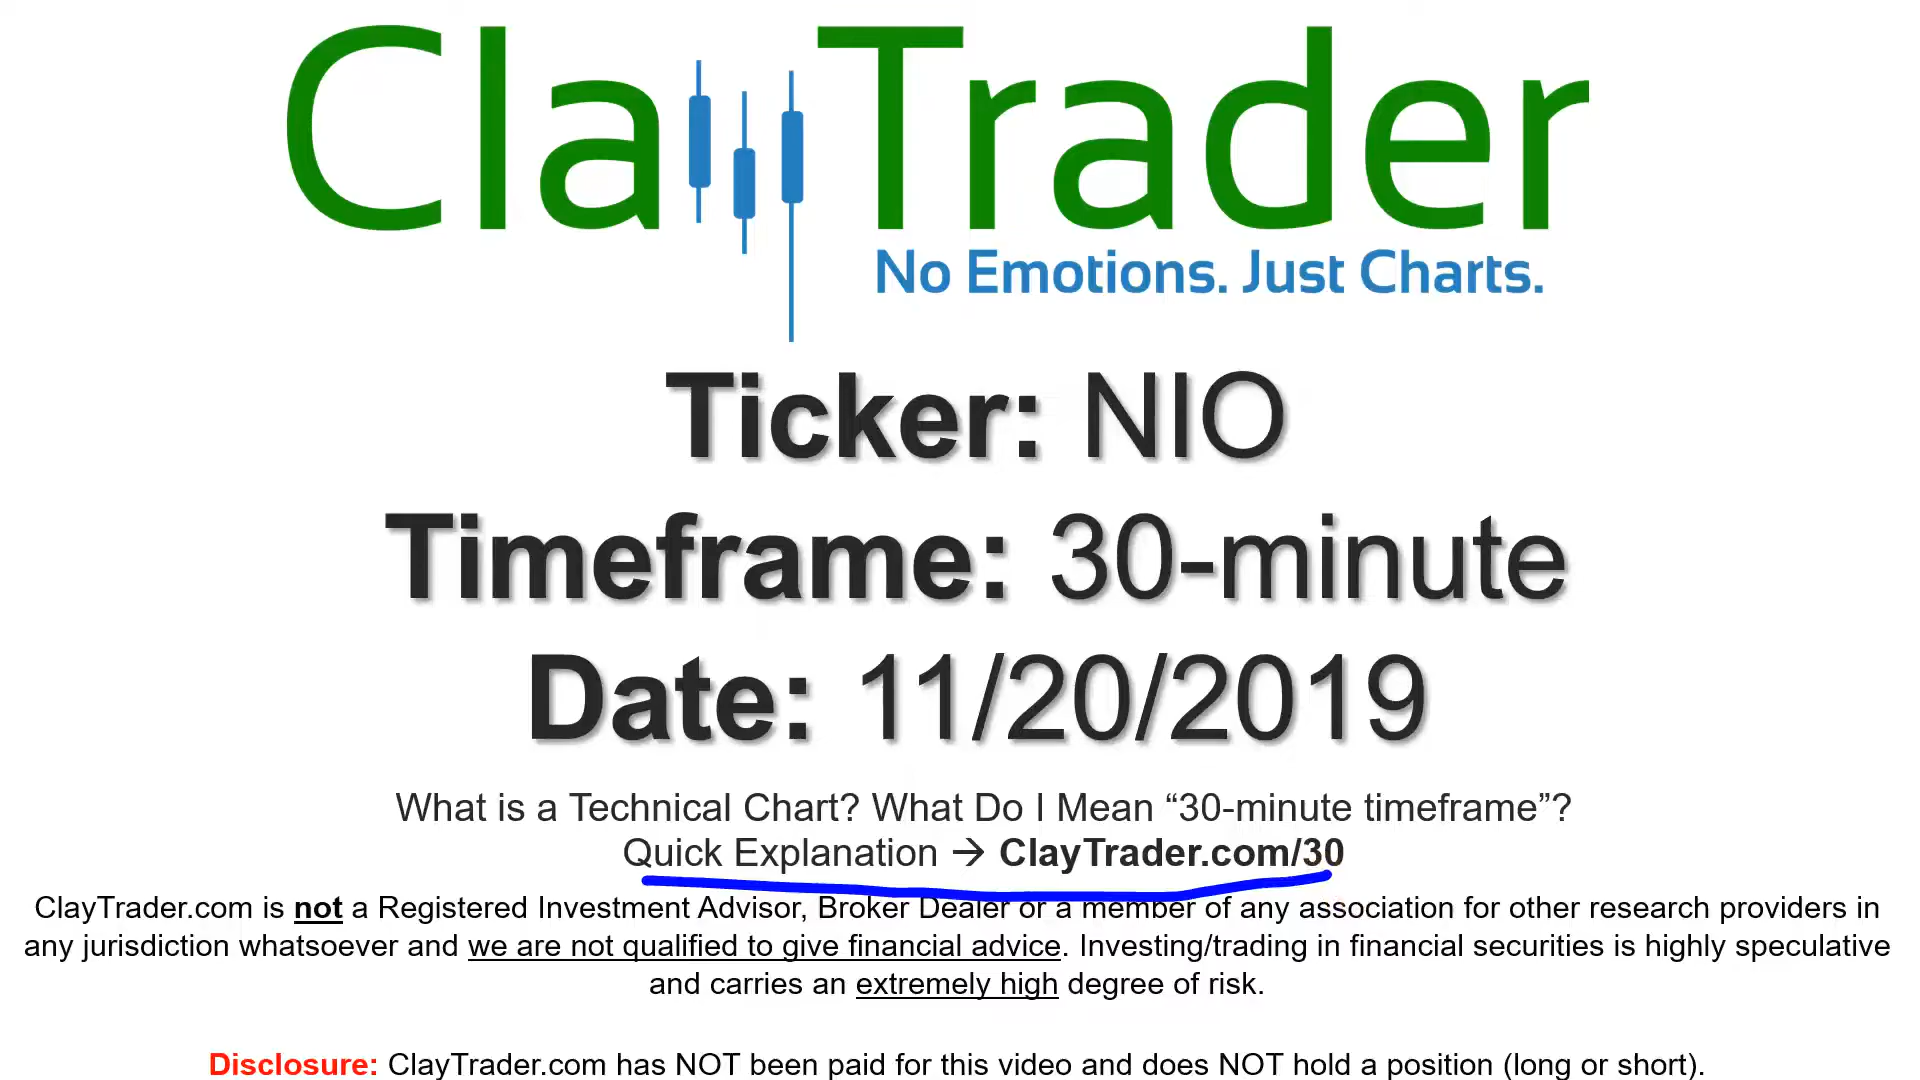 ClayTrader
No Emotions. Just Charts.
Ticker: NIO
Timeframe: 30-minute
Date: 11/20/2019
What is a Technical Chart? What Do I Mean “30-minute timeframe”?
Quick Explanation → ClayTrader.com/30
ClayTrader.com is not a Registered Investment Advisor, Broker Dealer or a member of any association for other research providers in
any jurisdiction whatsoever and we are not qualified to give financial advice. Investing/trading in financial securities is highly speculative
and carries an extremely high degree of risk.
Disclosure: ClayTrader.com has NOT been paid for this video and does NOT hold a position (long or short).